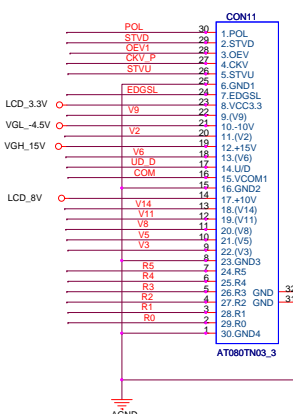 CON11
POL 30 1.POL
STVD 29 2.STVD
OEV1 28 3.OEV
CKV_P 27 4.CKV
STVU 26 5.STVU
25 6.GND1
EDGSL 24 7.EDGSL
LCD_3.3V 23 8.VCC3.3
V9 22 9.(V9)
VGL_-4.5V 21 10.-10V
V2 20 11.(V2)
VGH_15V 19 12.+15V
V6 18 13.(V6)
UD_D 17 14.U/D
COM 16 15.VCOM1
15 16.GND2
LCD_8V 14 17.+10V
V14 13 18.(V14)
V11 12 19.(V11)
V8 11 20.(V8)
V5 10 21.(V5)
V3 9 22.(V3)
8 23.GND3
R5 7 24.R5
R4 6 25.R4
R3 5 26.R3 GND 32
R2 4 27.R2 GND 31
R1 3 28.R1
R0 2 29.R0
1 30.GND4
AT080TN03_3
AGND